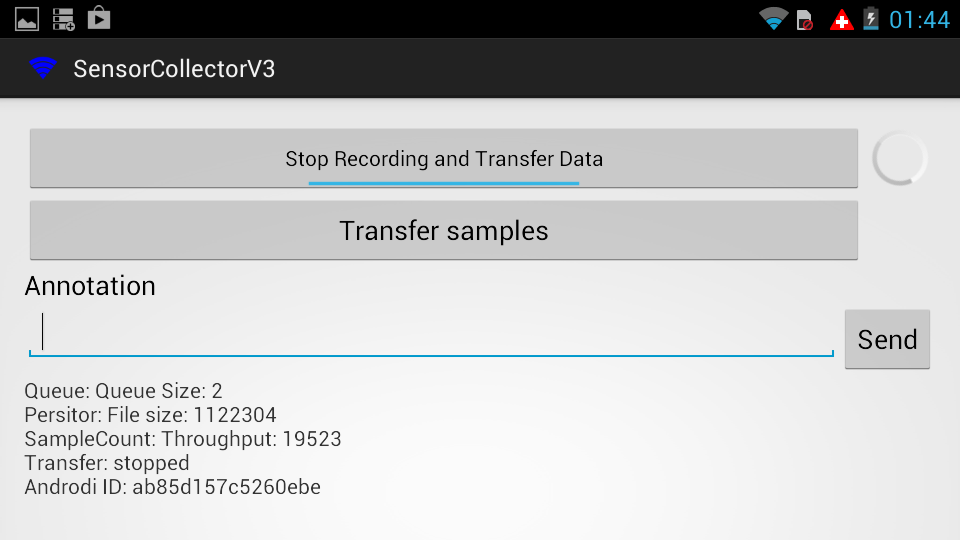 01:44
SensorCollectorV3
Stop Recording and Transfer Data
Transfer samples
Annotation
Send
Queue: Queue Size: 2
Persitor: File size: 1122304
SampleCount: Throughput: 19523
Transfer: stopped
Androdi ID: ab85d157c5260ebe